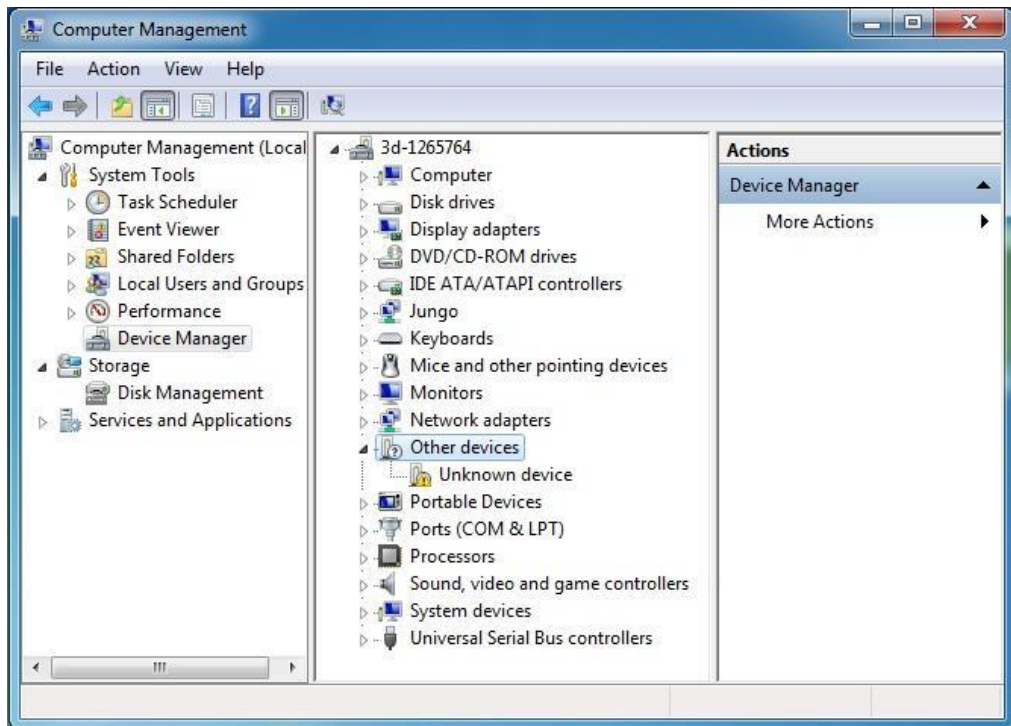 Computer Management
File Action View Help
Computer Management (Local
System Tools
Task Scheduler
Event Viewer
Shared Folders
Local Users and Groups
Performance
Device Manager
Storage
Disk Management
Services and Applications
3d-1265764
Computer
Disk drives
Display adapters
DVD/CD-ROM drives
IDE ATA/ATAPI controllers
Jungo
Keyboards
Mice and other pointing devices
Monitors
Network adapters
Other devices
Unknown device
Portable Devices
Ports (COM & LPT)
Processors
Sound, video and game controllers
System devices
Universal Serial Bus controllers
Actions
Device Manager
More Actions